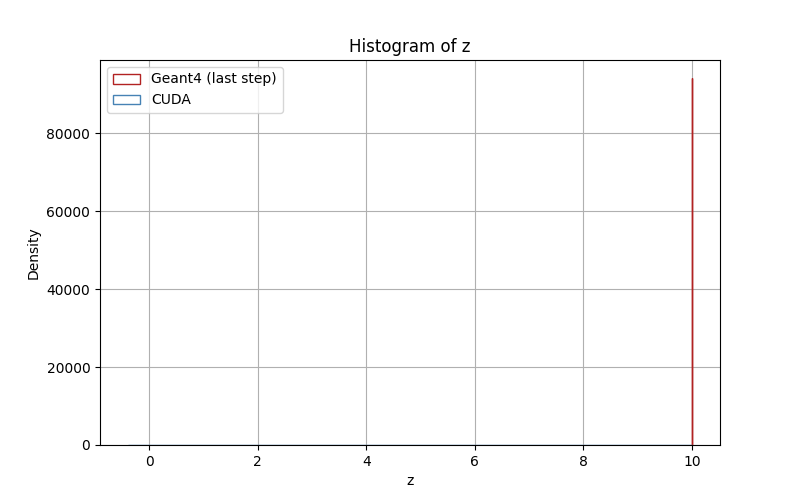 Histogram of z
Geant4 (last step)
CUDA
80000
60000
40000
20000
0
Density
0 2 4 6 8 10
z